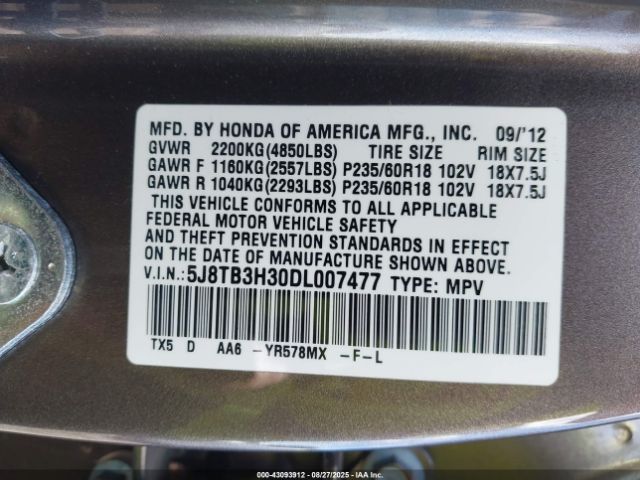 MFD. BY HONDA OF AMERICA MFG., INC. 09/'12
GVWR 2200KG(4850LBS) TIRE SIZE RIM SIZE
GAWR F 1160KG(2557LBS) P235/60R18 102V 18X7.5J
GAWR R 1040KG(2293LBS) P235/60R18 102V 18X7.5J
THIS VEHICLE CONFORMS TO ALL APPLICABLE
FEDERAL MOTOR VEHICLE SAFETY
AND THEFT PREVENTION STANDARDS IN EFFECT
ON THE DATE OF MANUFACTURE SHOWN ABOVE.
V.I.N.: 5J8TB3H30DL007477 TYPE: MPV
TX5 D AA6 -YR578MX -F-L
000-43093912 - 08/27/2025 - COPYRIGHT IAA, Inc.